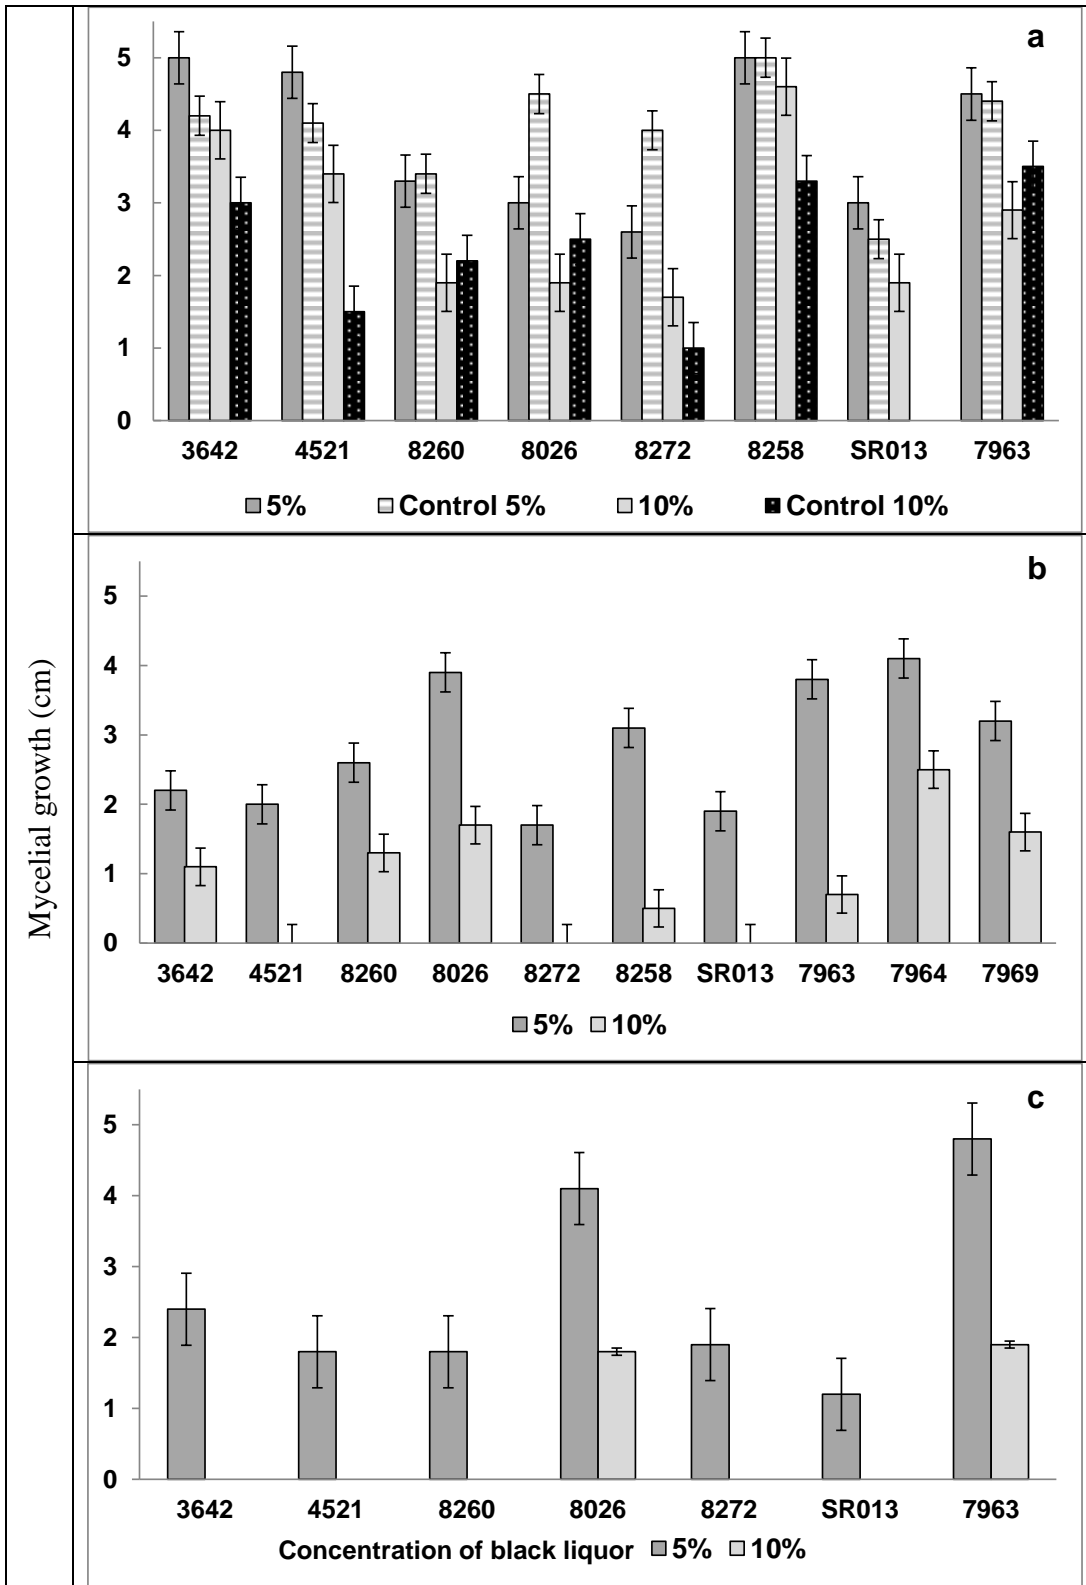 Mycelial growth (cm)
a
5
4
3
2
1
0
3642 4521 8260 8026 8272 8258 SR013 7963
5% Control 5% 10% Control 10%
b
5
4
3
2
1
0
3642 4521 8260 8026 8272 8258 SR013 7963 7964 7969
5% 10%
c
5
4
3
2
1
0
3642 4521 8260 8026 8272 SR013 7963
Concentration of black liquor 5% 10%